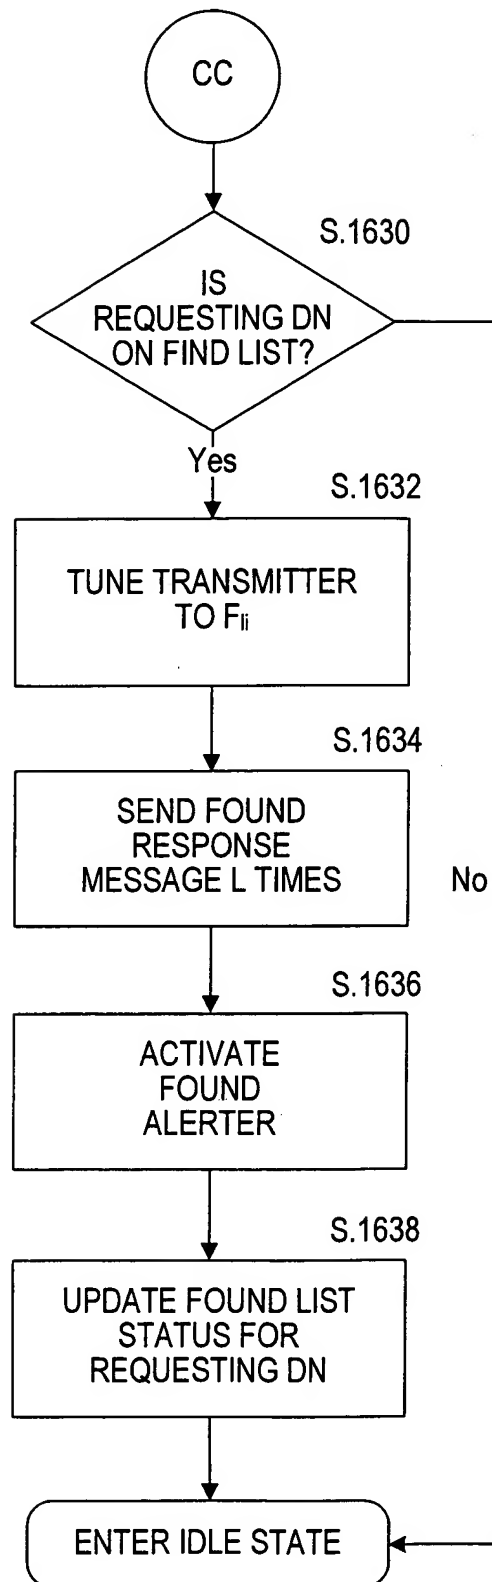 CC
S.1630
IS
REQUESTING DN
ON FIND LIST?
Yes
S.1632
TUNE TRANSMITTER
TO Fli
S.1634
SEND FOUND
RESPONSE
MESSAGE L TIMES
No
S.1636
ACTIVATE
FOUND
ALERTER
S.1638
UPDATE FOUND LIST
STATUS FOR
REQUESTING DN
ENTER IDLE STATE